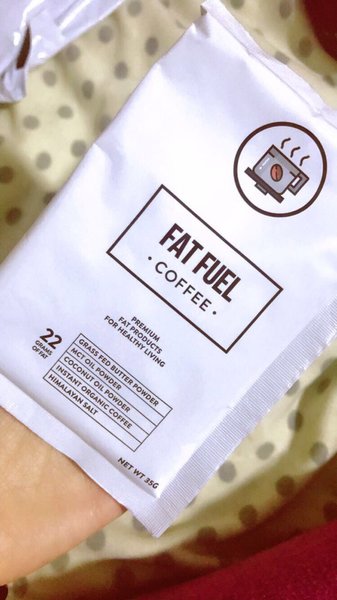 FAT FUEL
· COFFEE ·
PREMIUM
FAT PRODUCTS
FOR HEALTHY LIVING
22
GRAMS
OF FAT
GRASS FED BUTTER POWDER
MCT OIL POWDER
COCONUT OIL POWDER
INSTANT ORGANIC COFFEE
HIMALAYAN SALT
NET WT 35G